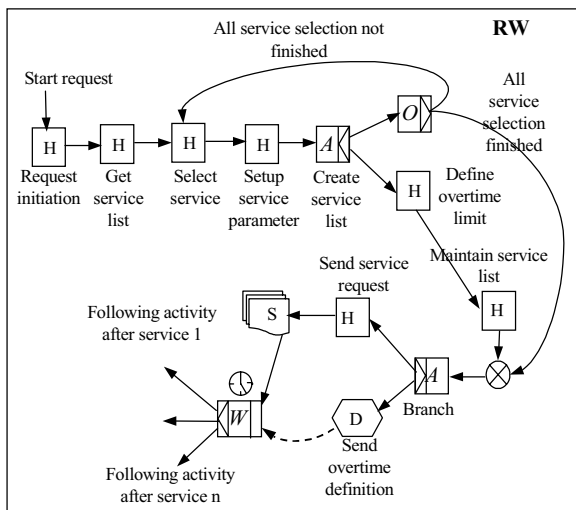 All service selection not
finished
RW
Start request
All
service
selection
finished
O
H
H
H
H
A
Request
initiation
Get
service
list
Select
service
Setup
service
parameter
Create
service
list
H
Define
overtime
limit
Maintain service
list
H
Send service
request
S
H
Following activity
after service 1
A
Branch
W
D
Send
overtime
definition
Following activity
after service n